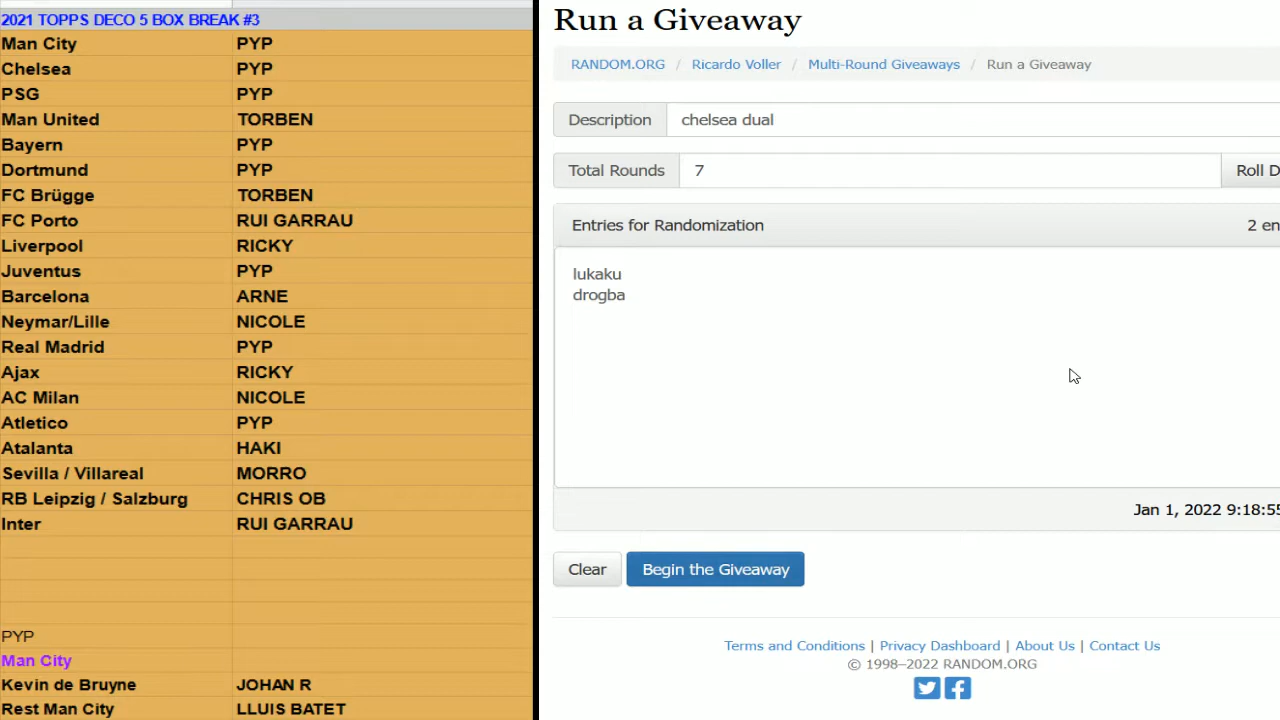 2021 TOPPS DECO 5 BOX BREAK #3
Man City PYP
Chelsea PYP
PSG PYP
Man United TORBEN
Bayern PYP
Dortmund PYP
FC Brügge TORBEN
FC Porto RUI GARRAU
Liverpool RICKY
Juventus PYP
Barcelona ARNE
Neymar/Lille NICOLE
Real Madrid PYP
Ajax RICKY
AC Milan NICOLE
Atletico PYP
Atalanta HAKI
Sevilla / Villareal MORRO
RB Leipzig / Salzburg CHRIS OB
Inter RUI GARRAU
PYP
Man City
Kevin de Bruyne JOHAN R
Rest Man City LLUIS BATET
Run a Giveaway
RANDOM.ORG / Ricardo Voller / Multi-Round Giveaways / Run a Giveaway
Description chelsea dual
Total Rounds 7 Roll D
Entries for Randomization 2 en
lukaku
drogba
Jan 1, 2022 9:18:55
Clear Begin the Giveaway
Terms and Conditions | Privacy Dashboard | About Us | Contact Us
© 1998–2022 RANDOM.ORG